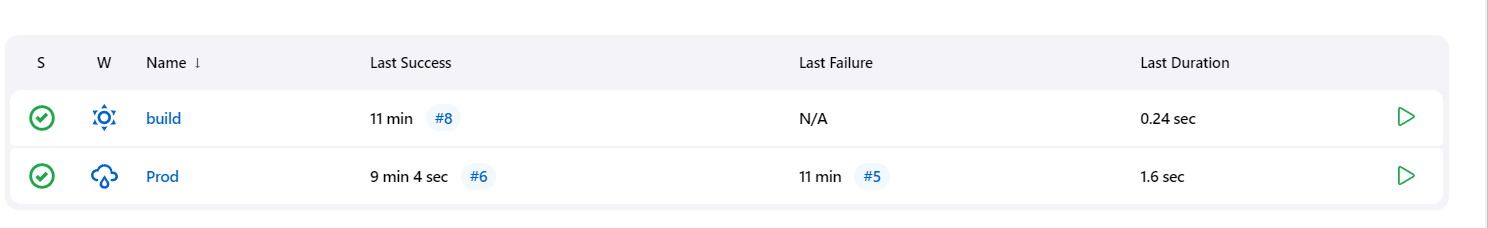 S W Name ↓ Last Success Last Failure Last Duration
build 11 min #8 N/A 0.24 sec
Prod 9 min 4 sec #6 11 min #5 1.6 sec